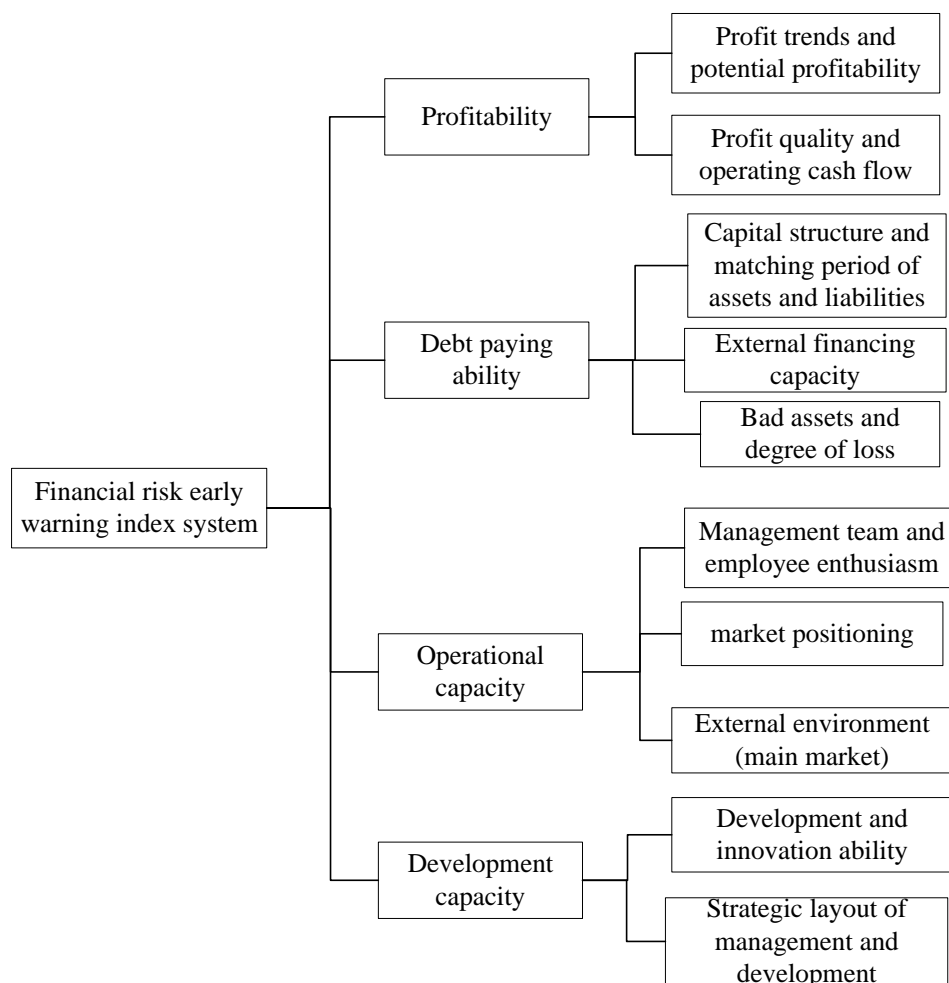 Profit trends and
potential profitability
Profitability
Profit quality and
operating cash flow
Capital structure and
matching period of
assets and liabilities
Debt paying
ability
External financing
capacity
Bad assets and
degree of loss
Financial risk early
warning index system
Management team and
employee enthusiasm
market positioning
Operational
capacity
External environment
(main market)
Development and
innovation ability
Development
capacity
Strategic layout of
management and
development